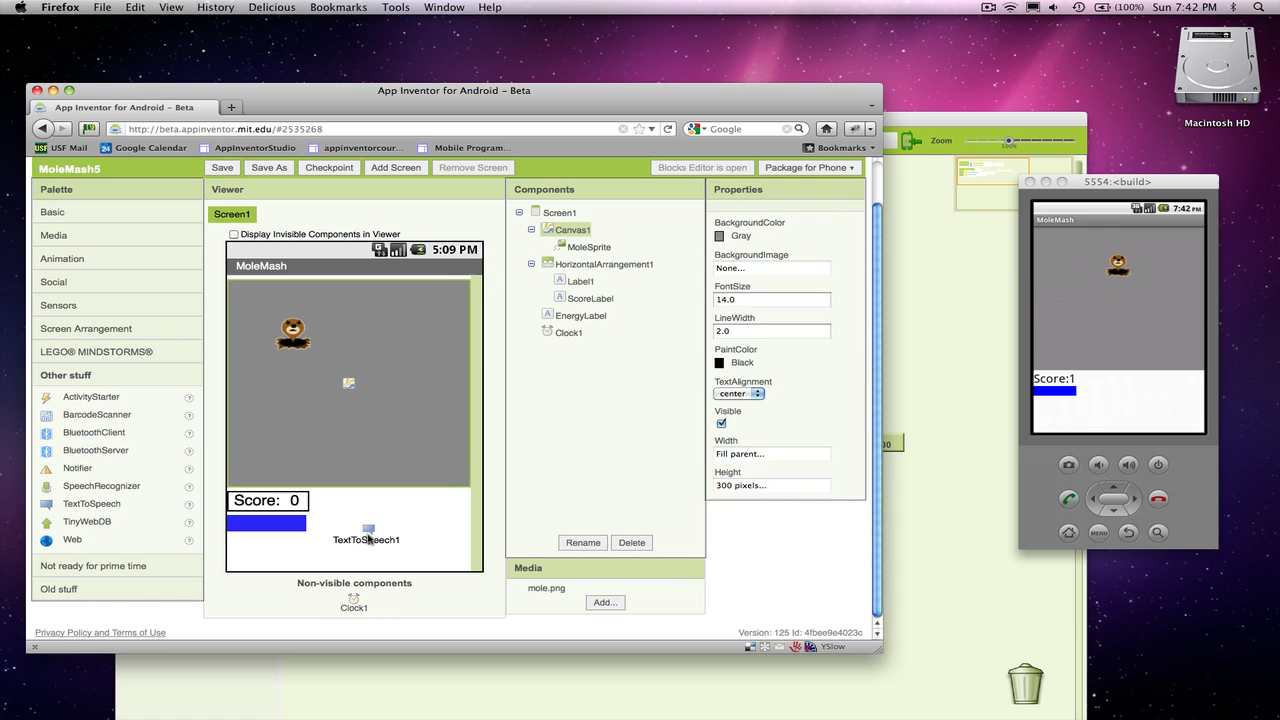 Firefox File Edit View History Delicious Bookmarks Tools Window Help
(100%) Sun 7:42 PM
Macintosh HD
App Inventor for Android – Beta
App Inventor for Android – Beta
http://beta.appinventor.mit.edu/#2535268
Google
USF Mail Google Calendar AppInventorStudio appinventorcour... Mobile Progra... Bookmarks
MoleMash5 Save Save As Checkpoint Add Screen Remove Screen Blocks Editor is open Package for Phone
Palette
Basic
Media
Animation
Social
Sensors
Screen Arrangement
LEGO® MINDSTORMS®
Other stuff
ActivityStarter
BarcodeScanner
BluetoothClient
BluetoothServer
Notifier
SpeechRecognizer
TextToSpeech
TinyWebDB
Web
Not ready for prime time
Old stuff
Viewer
Screen1
Display Invisible Components in Viewer
5:09 PM
MoleMash
Score: 0
TextToSpeech1
Non-visible components
Clock1
Components
Screen1
Canvas1
MoleSprite
HorizontalArrangement1
Label1
ScoreLabel
EnergyLabel
Clock1
Rename Delete
Media
mole.png
Add...
Properties
BackgroundColor
Gray
BackgroundImage
None...
FontSize
14.0
LineWidth
2.0
PaintColor
Black
TextAlignment
center
Visible
Width
Fill parent...
Height
300 pixels...
Privacy Policy and Terms of Use
Version: 125 Id: 4fbee9e4023c
YSlow
Zoom
100%
5554:<build>
7:42 PM
MoleMash
Score:1
MENU